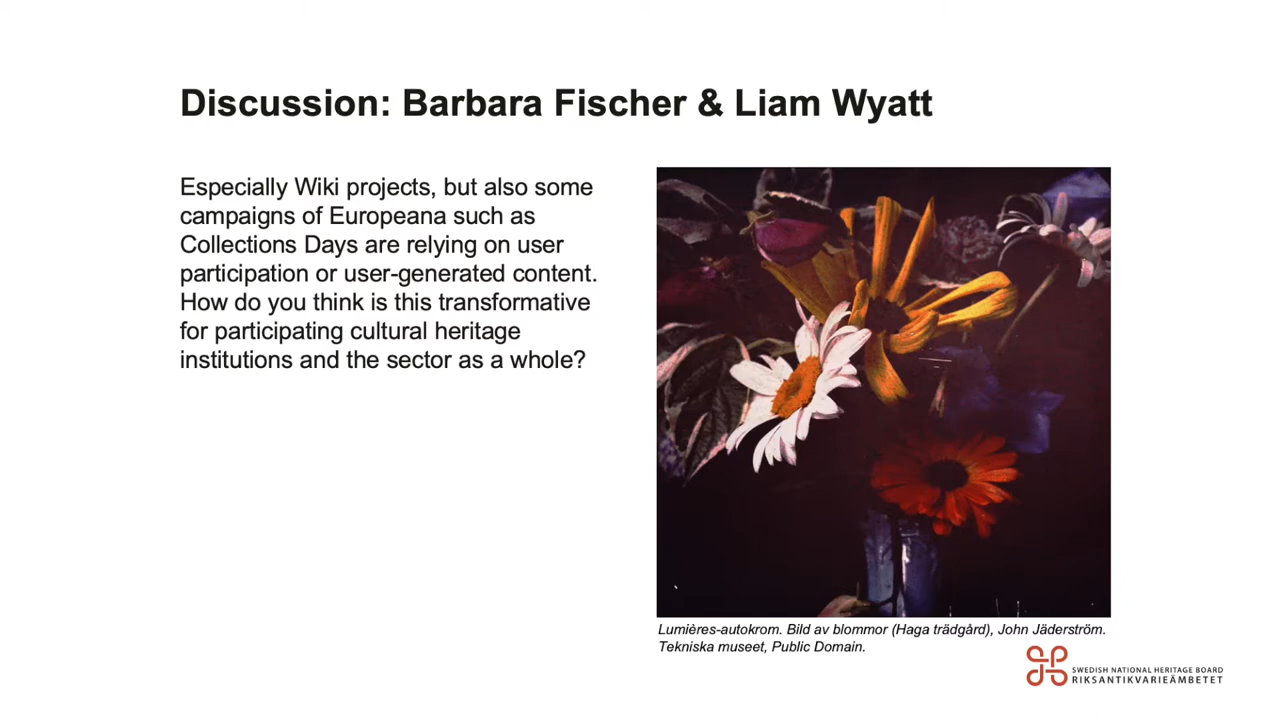 Discussion: Barbara Fischer & Liam Wyatt
Especially Wiki projects, but also some
campaigns of Europeana such as
Collections Days are relying on user
participation or user-generated content.
How do you think is this transformative
for participating cultural heritage
institutions and the sector as a whole?
Lumières-autokrom. Bild av blommor (Haga trädgård), John Jäderström.
Tekniska museet, Public Domain.
SWEDISH NATIONAL HERITAGE BOARD
RIKSANTIKVARIEÄMBETET